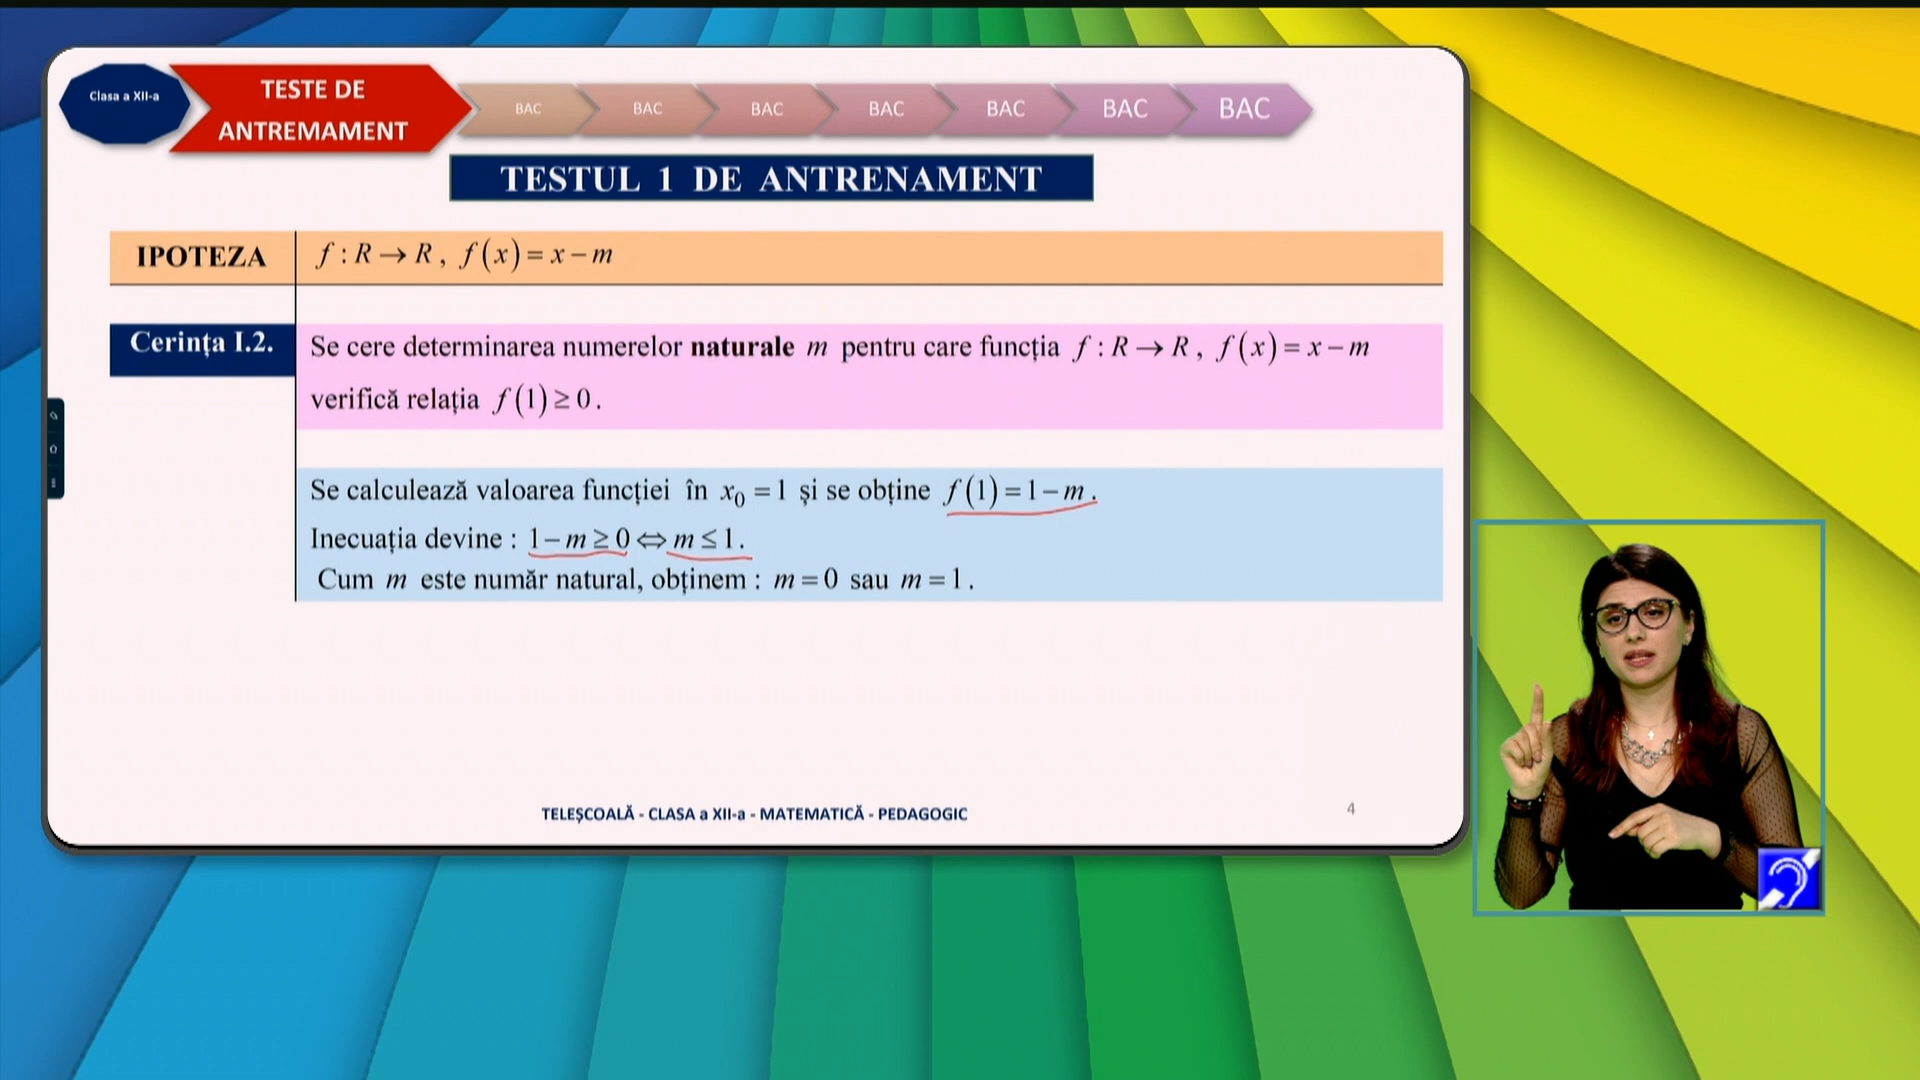 Clasa a XII-a
TESTE DE
ANTREMAMENT
BAC BAC BAC BAC BAC BAC BAC
TESTUL 1 DE ANTRENAMENT
IPOTEZA
f : R → R , f(x) = x − m
Cerința I.2.
Se cere determinarea numerelor naturale m pentru care funcția f : R → R , f(x) = x − m
verifică relația f(1) ≥ 0 .
Se calculează valoarea funcției în x₀ = 1 și se obține f(1) = 1 − m .
Inecuația devine : 1 − m ≥ 0 ⇔ m ≤ 1 .
Cum m este număr natural, obținem : m = 0 sau m = 1 .
TELEȘCOALĂ - CLASA a XII-a - MATEMATICĂ - PEDAGOGIC
4